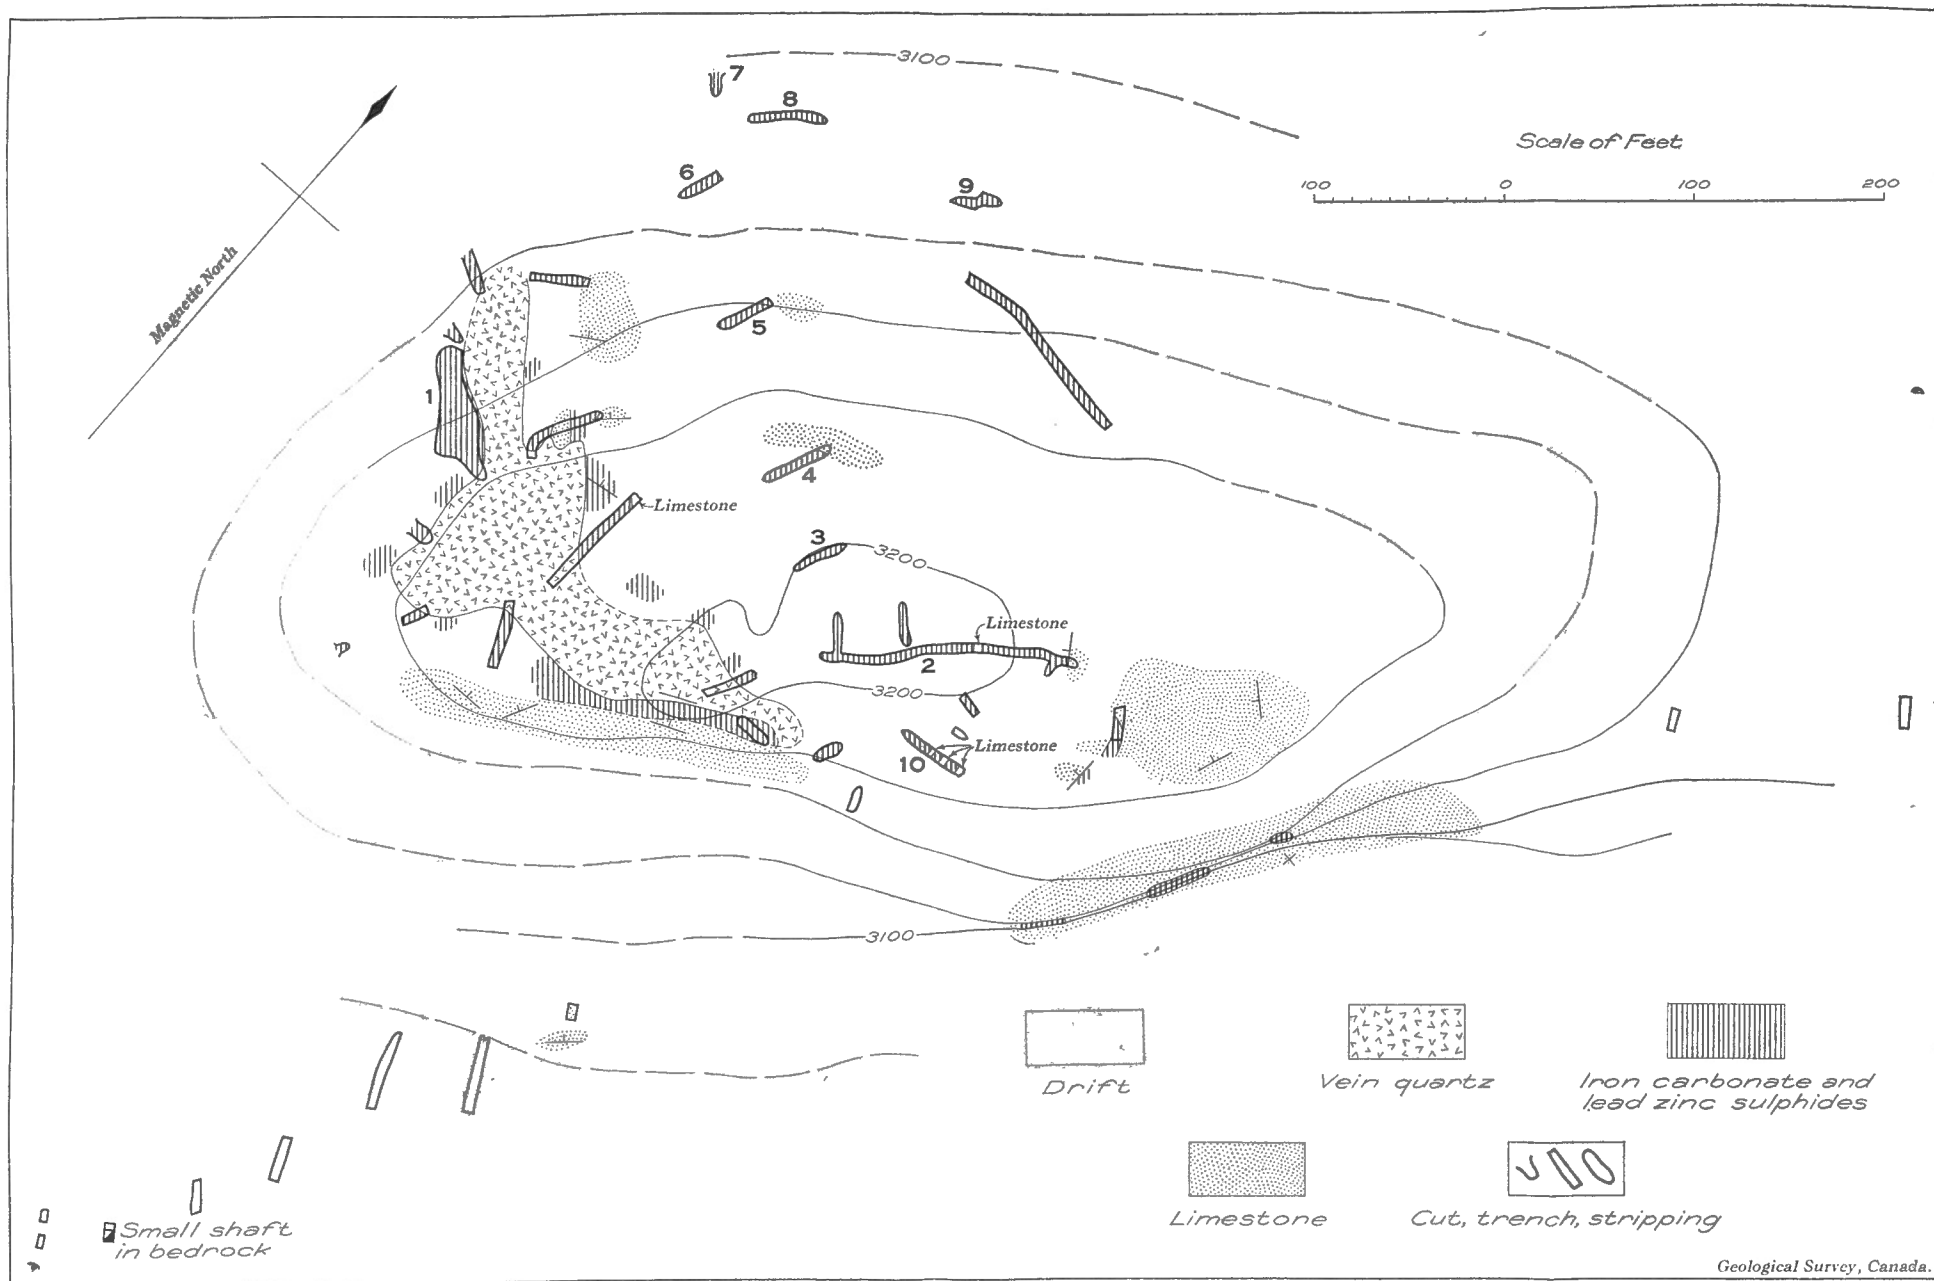 3100
7
8
Scale of Feet
100 0 100 200
6
9
Magnetic North
5
1
4
Limestone
3
3200
Limestone
2
3200
Limestone
10
3100
Drift
Vein quartz
Iron carbonate and
lead zinc sulphides
Limestone
Cut, trench, stripping
Small shaft
in bedrock
Geological Survey, Canada.